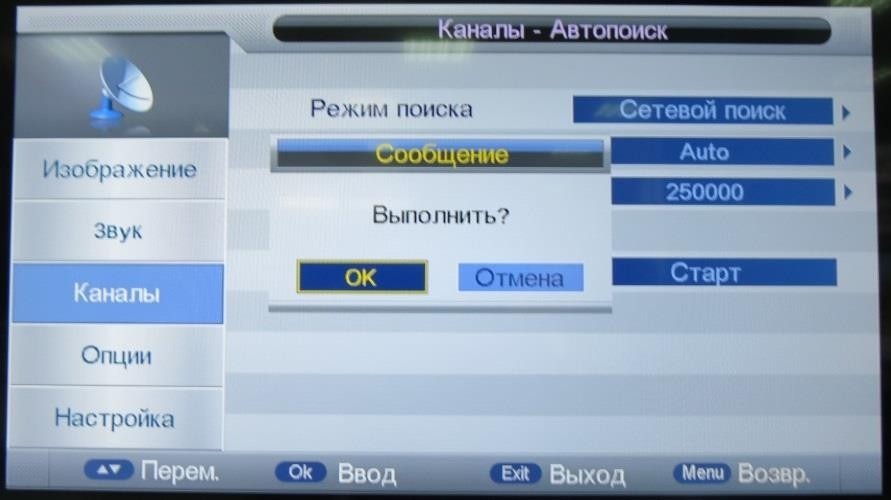 Каналы - Автопоиск
Режим поиска
Сетевой поиск
Сообщение
Auto
250000
Выполнить?
OK
Отмена
Старт
Изображение
Звук
Каналы
Опции
Настройка
Перем.
Ok Ввод
Exit Выход
Menu Возвр.